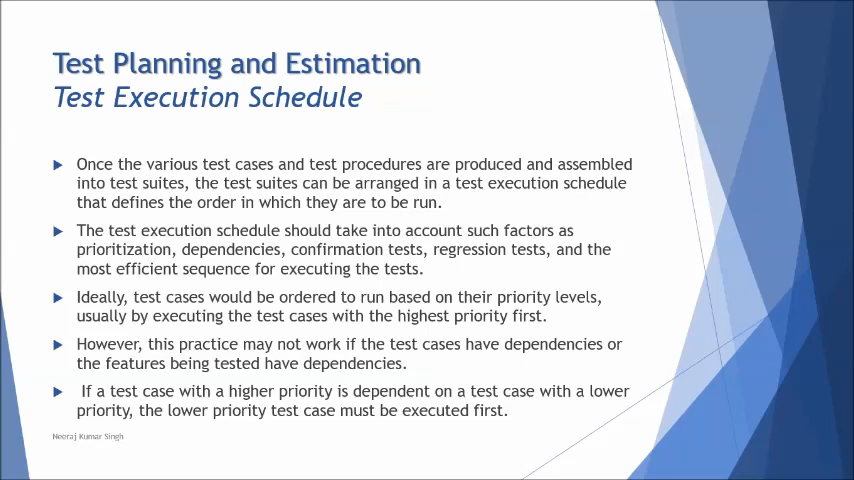 Test Planning and Estimation
Test Execution Schedule
Once the various test cases and test procedures are produced and assembled
into test suites, the test suites can be arranged in a test execution schedule
that defines the order in which they are to be run.
The test execution schedule should take into account such factors as
prioritization, dependencies, confirmation tests, regression tests, and the
most efficient sequence for executing the tests.
Ideally, test cases would be ordered to run based on their priority levels,
usually by executing the test cases with the highest priority first.
However, this practice may not work if the test cases have dependencies or
the features being tested have dependencies.
If a test case with a higher priority is dependent on a test case with a lower
priority, the lower priority test case must be executed first.
Neeraj Kumar Singh